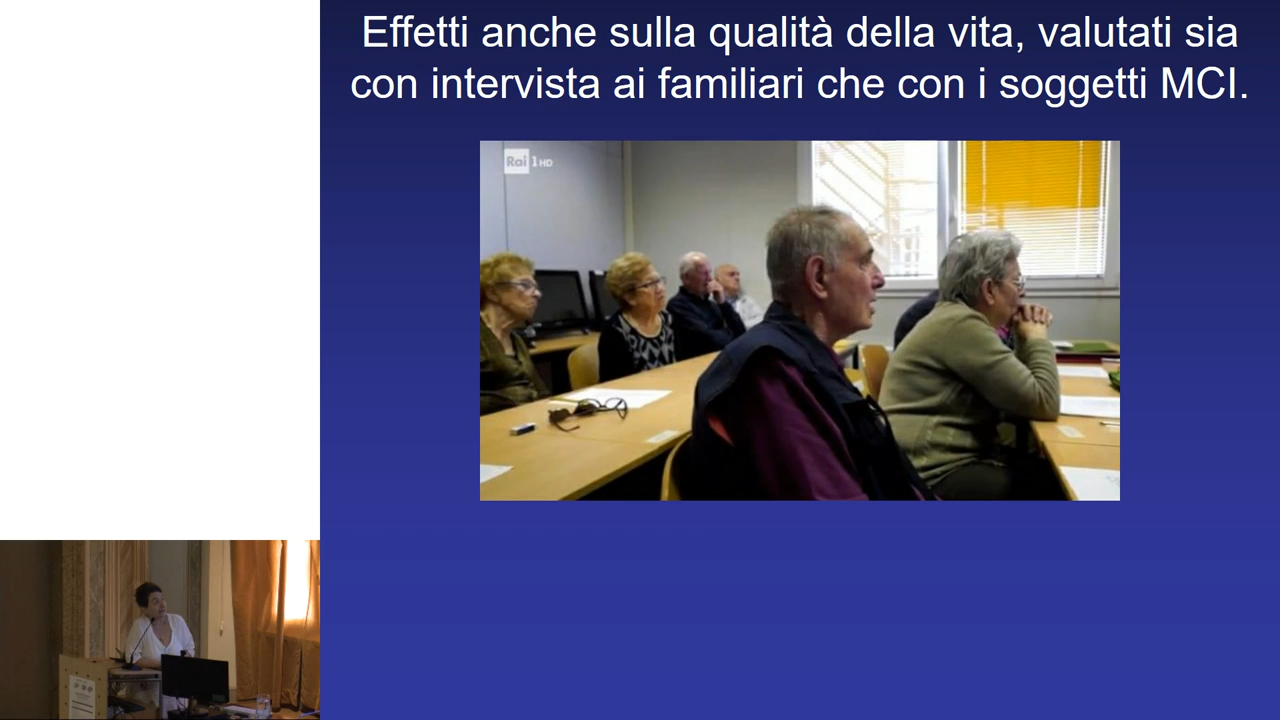 Effetti anche sulla qualità della vita, valutati sia
con intervista ai familiari che con i soggetti MCI.
Rai 1 HD